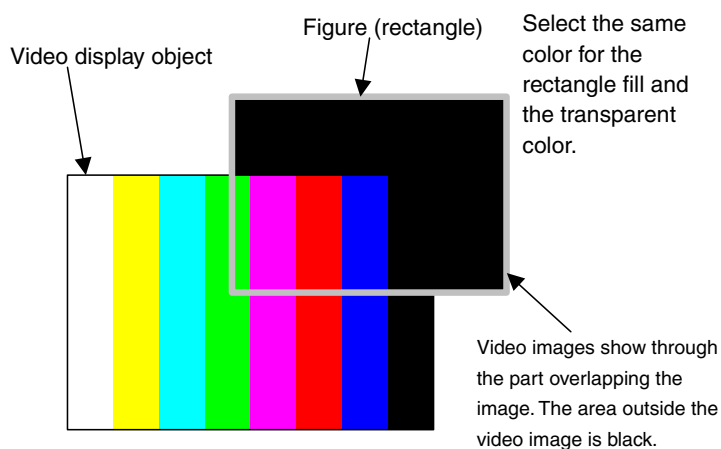 Video display object
Figure (rectangle)
Select the same
color for the
rectangle fill and
the transparent
color.
Video images show through
the part overlapping the
image. The area outside the
video image is black.